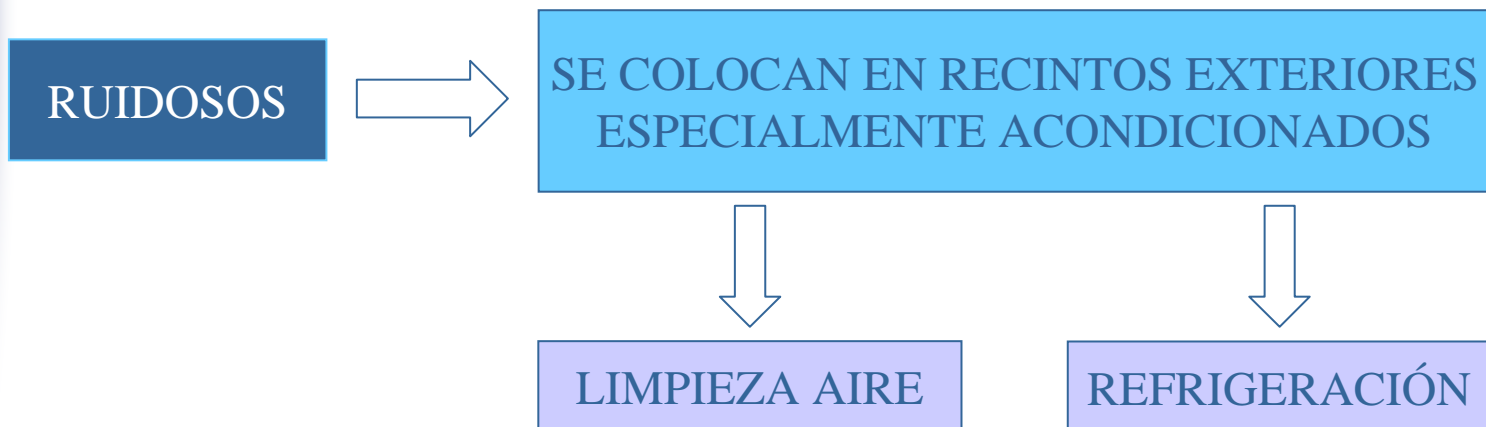 RUIDOSOS
SE COLOCAN EN RECINTOS EXTERIORES
ESPECIALMENTE ACONDICIONADOS
LIMPIEZA AIRE
REFRIGERACIÓN